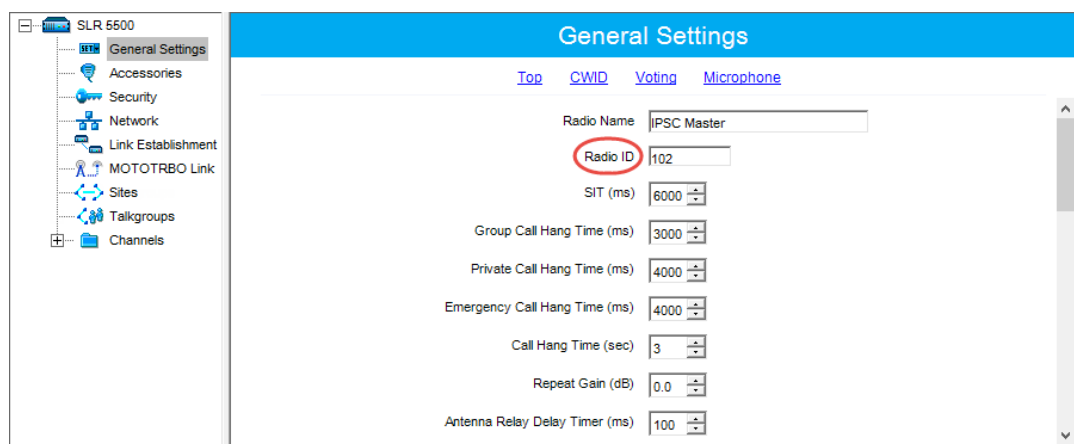 SLR 5500
General Settings
Accessories
Security
Network
Link Establishment
MOTOTRBO Link
Sites
Talkgroups
Channels
General Settings
Top CWID Voting Microphone
Radio Name IPSC Master
Radio ID 102
SIT (ms) 6000
Group Call Hang Time (ms) 3000
Private Call Hang Time (ms) 4000
Emergency Call Hang Time (ms) 4000
Call Hang Time (sec) 3
Repeat Gain (dB) 0.0
Antenna Relay Delay Timer (ms) 100